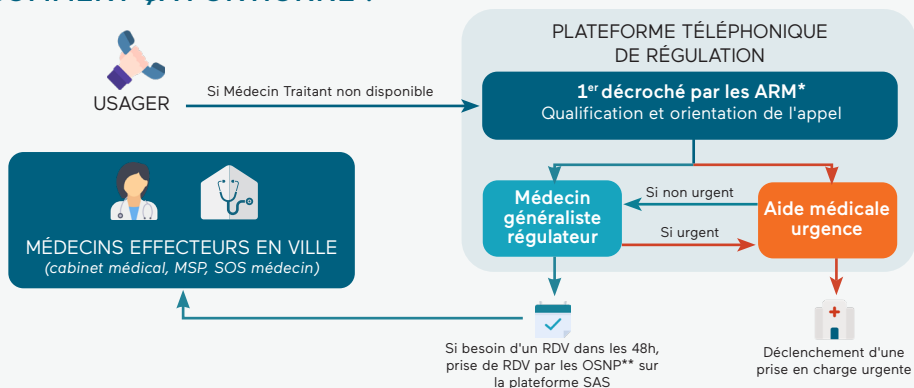 PLATEFORME TÉLÉPHONIQUE
DE RÉGULATION
USAGER
Si Médecin Traitant non disponible
1er décroché par les ARM*
Qualification et orientation de l'appel
Médecin
généraliste
régulateur
Si non urgent
Si urgent
Aide médicale
urgence
MÉDECINS EFFECTEURS EN VILLE
(cabinet médical, MSP, SOS médecin)
Si besoin d'un RDV dans les 48h,
prise de RDV par les OSNP** sur
la plateforme SAS
Déclenchement d'une
prise en charge urgente